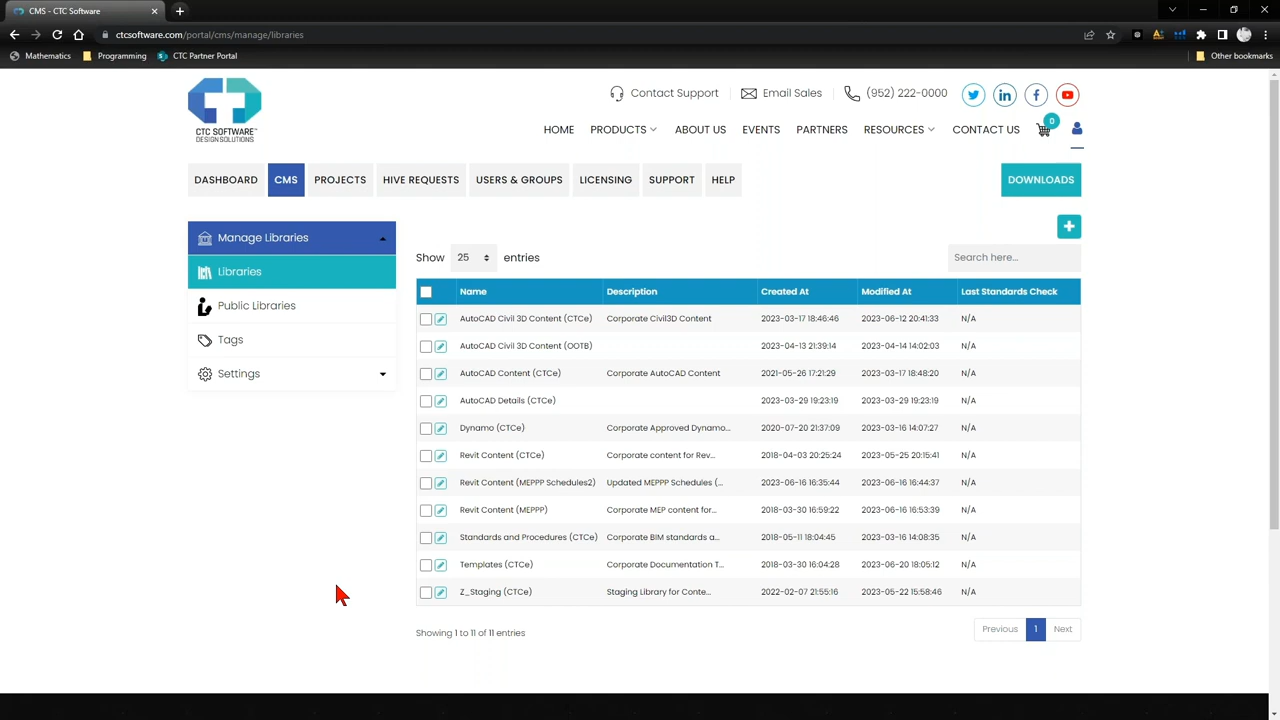 CMS - CTC Software
ctcsoftware.com/portal/cms/manage/libraries
Mathematics Programming CTC Partner Portal Other bookmarks
CTC SOFTWARE™
DESIGN SOLUTIONS
Contact Support Email Sales (952) 222-0000
HOME PRODUCTS ABOUT US EVENTS PARTNERS RESOURCES CONTACT US 0
DASHBOARD CMS PROJECTS HIVE REQUESTS USERS & GROUPS LICENSING SUPPORT HELP DOWNLOADS
Manage Libraries
Libraries
Public Libraries
Tags
Settings
Show 25 entries Search here...
Name Description Created At Modified At Last Standards Check
AutoCAD Civil 3D Content (CTCe) Corporate Civil3D Content 2023-03-17 18:46:46 2023-06-12 20:41:33 N/A
AutoCAD Civil 3D Content (OOTB) 2023-04-13 21:39:14 2023-04-14 14:02:03 N/A
AutoCAD Content (CTCe) Corporate AutoCAD Content 2021-05-26 17:21:29 2023-03-17 18:48:20 N/A
AutoCAD Details (CTCe) 2023-03-29 19:23:19 2023-03-29 19:23:19 N/A
Dynamo (CTCe) Corporate Approved Dynamo... 2020-07-20 21:37:09 2023-03-16 14:07:27 N/A
Revit Content (CTCe) Corporate content for Rev... 2018-04-03 20:25:24 2023-05-25 20:15:41 N/A
Revit Content (MEPPP Schedules2) Updated MEPPP Schedules (... 2023-06-16 16:35:44 2023-06-16 16:44:37 N/A
Revit Content (MEPPP) Corporate MEP content for... 2018-03-30 16:59:22 2023-06-16 16:53:39 N/A
Standards and Procedures (CTCe) Corporate BIM standards a... 2018-05-11 18:04:45 2023-03-16 14:08:35 N/A
Templates (CTCe) Corporate Documentation T... 2018-03-30 16:04:28 2023-06-20 18:05:12 N/A
Z_Staging (CTCe) Staging Library for Conte... 2022-02-07 21:55:16 2023-05-22 15:58:46 N/A
Showing 1 to 11 of 11 entries Previous 1 Next